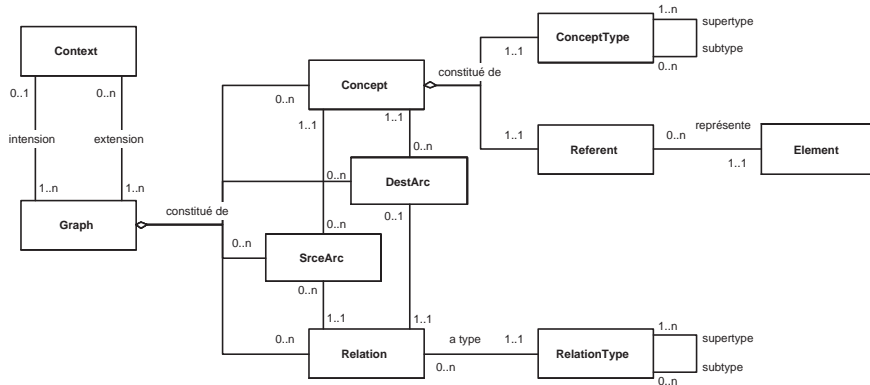 1..n
supertype
ConceptType
1..1
subtype
0..n
Context
Concept
constitué de
0..1
0..n
0..n
1..1
1..1
représente
intension
extension
1..1
Referent
0..n
Element
0..n
1..1
0..n
DestArc
1..n
1..n
constitué de
0..1
Graph
0..n
0..n
SrceArc
0..n
1..1
1..1
1..n
a type
1..1
supertype
0..n
Relation
RelationType
0..n
subtype
0..n